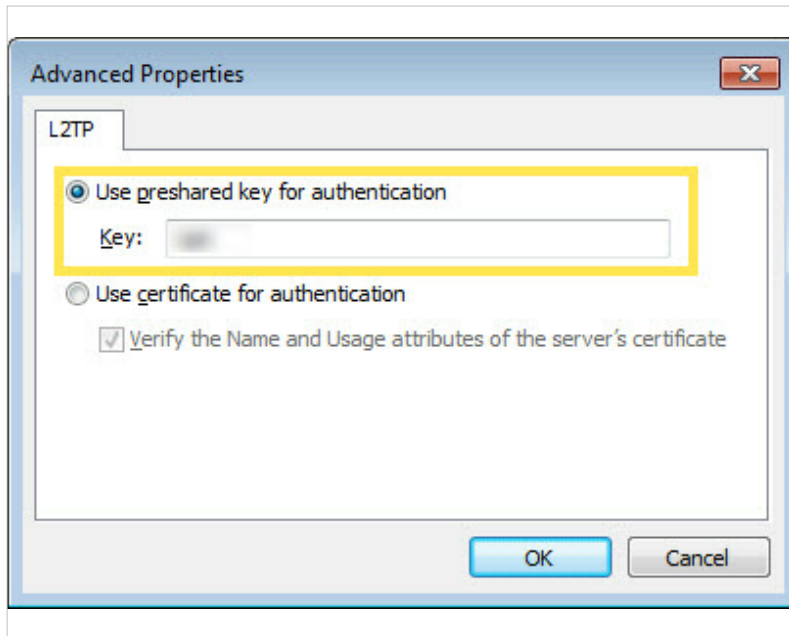 Advanced Properties
L2TP
Use preshared key for authentication
Key:
Use certificate for authentication
Verify the Name and Usage attributes of the server's certificate
OK Cancel